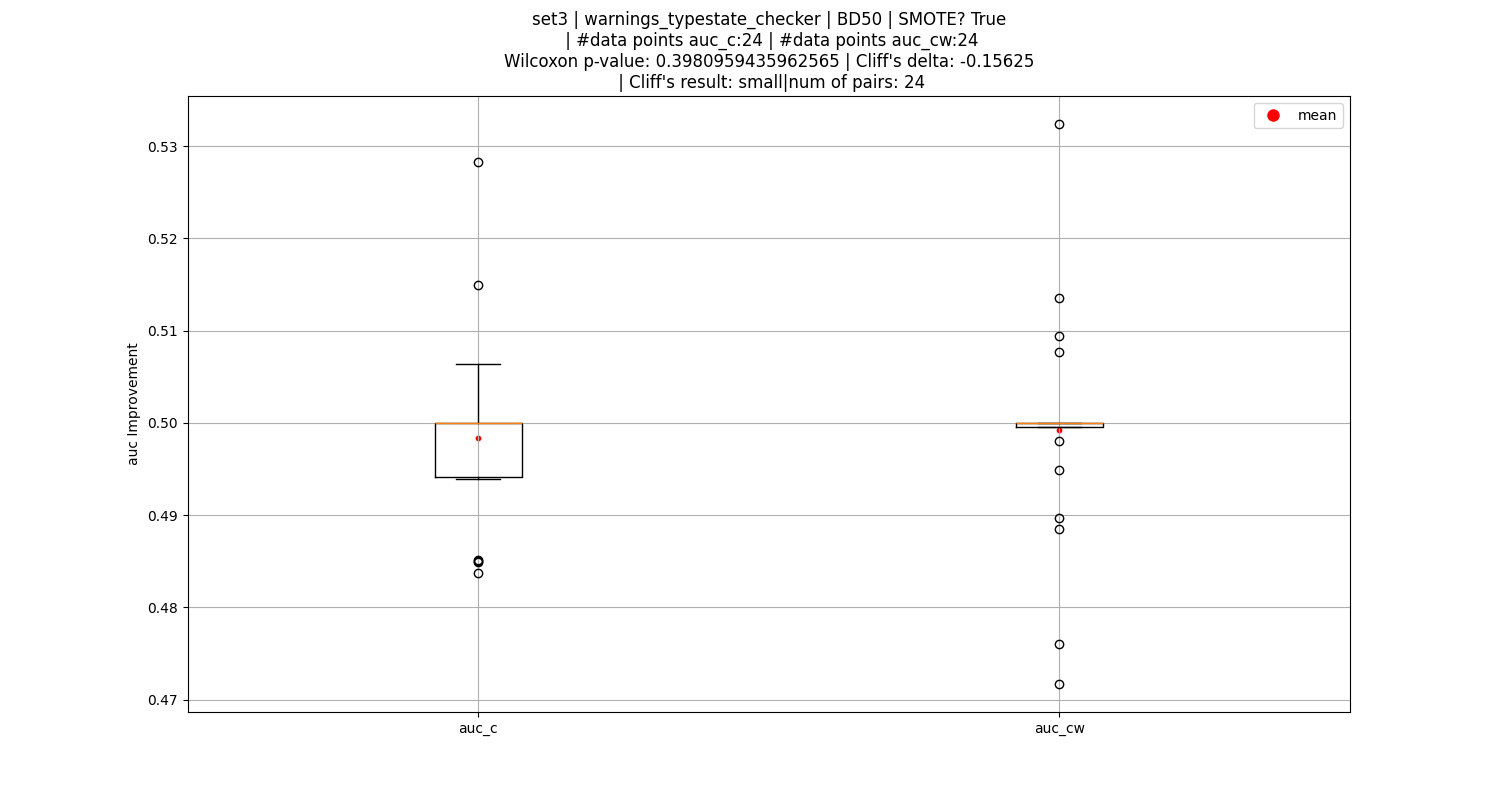 set3 | warnings_typestate_checker | BD50 | SMOTE? True
| #data points auc_c:24 | #data points auc_cw:24
Wilcoxon p-value: 0.3980959435962565 | Cliff's delta: -0.15625
| Cliff's result: small|num of pairs: 24
mean
0.53
0.52
0.51
0.50
0.49
0.48
0.47
auc Improvement
auc_c
auc_cw